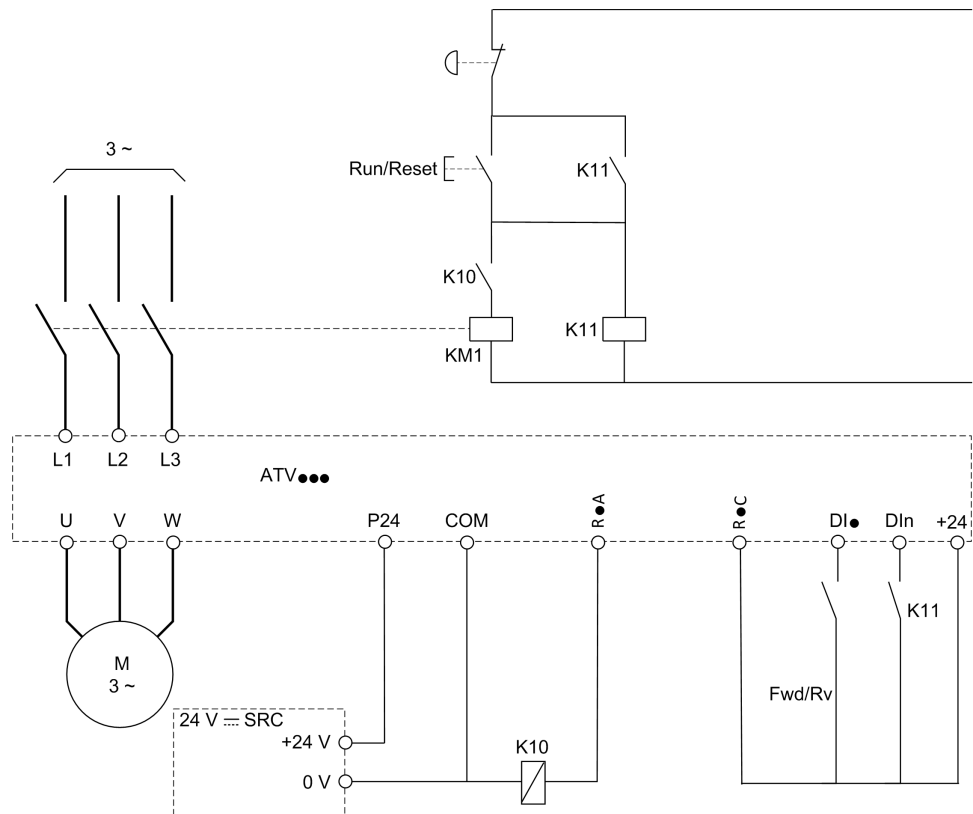 3 ~
Run/Reset
K11
K10
KM1
K11
L1 L2 L3
ATV●●●
U V W
P24 COM R●A R●C DI● DIn +24
K11
M
3 ~
Fwd/Rv
24 V ⎓ SRC
+24 V
K10
0 V